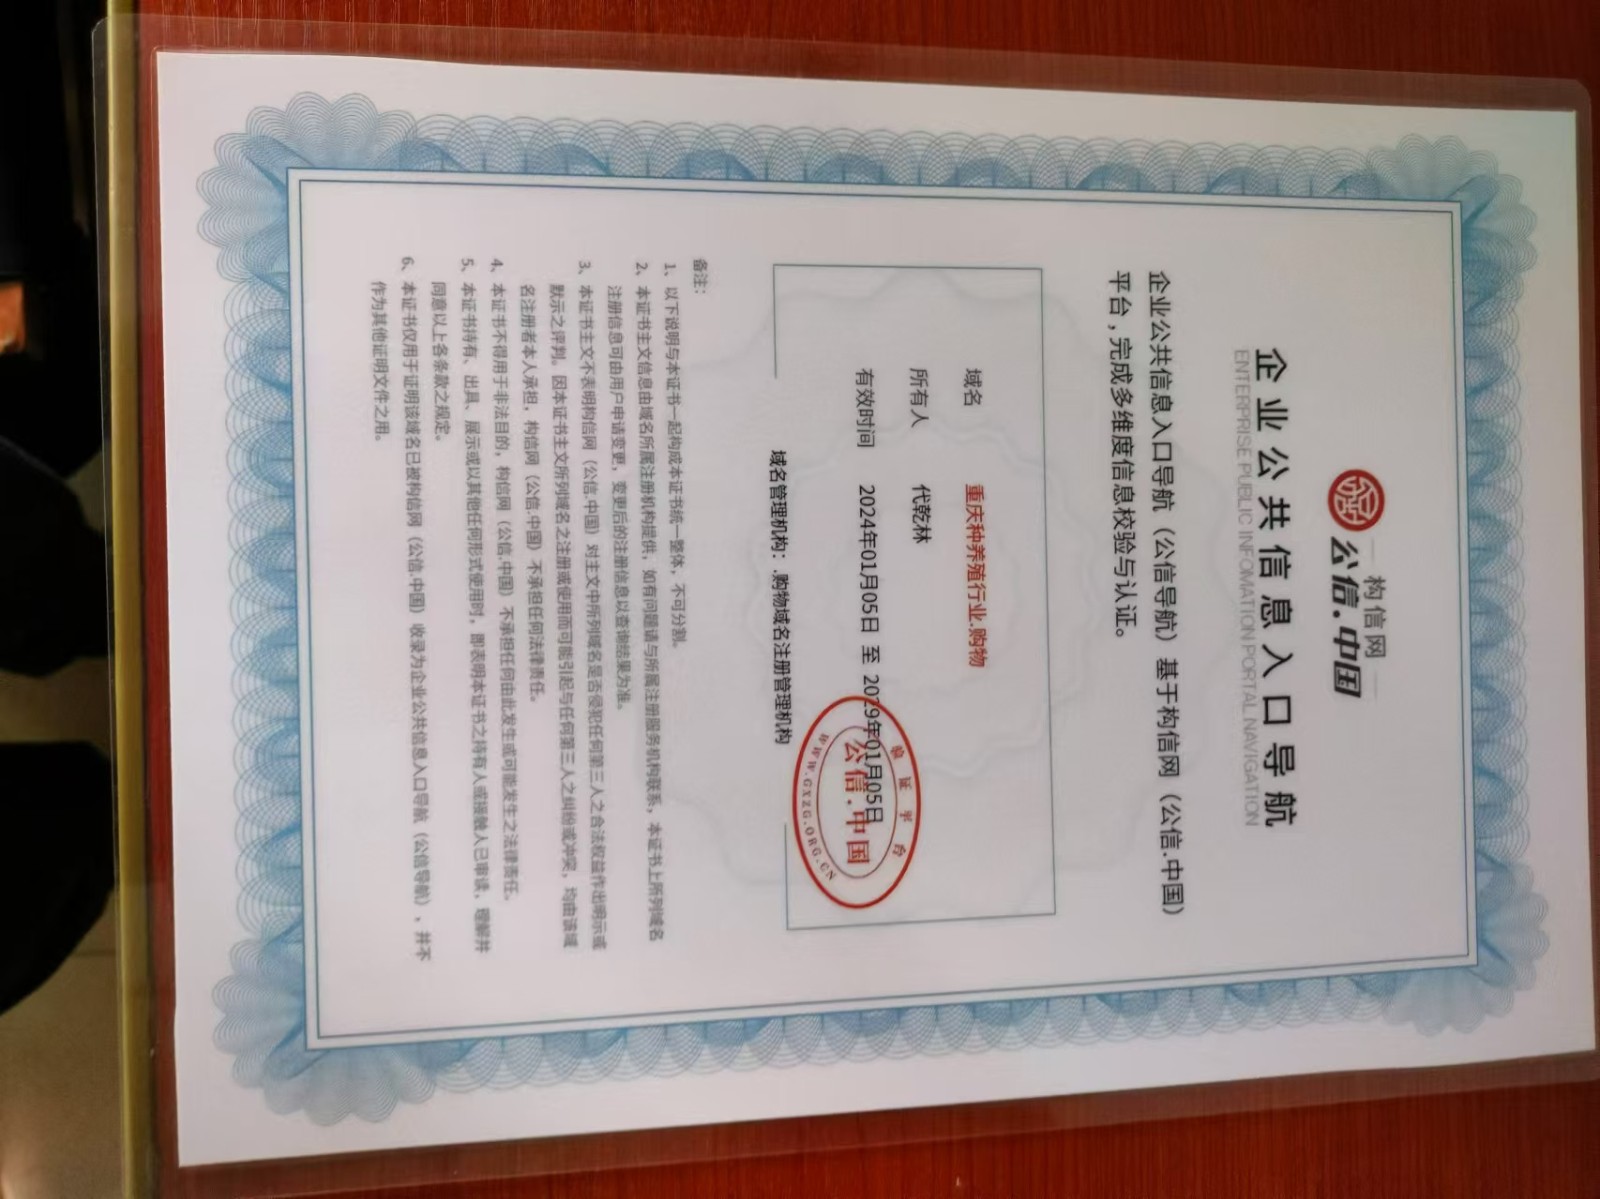 构信网
公信.中国
企业公共信息入口导航
ENTERPRISE PUBLIC INFOMATION PORTAL NAVIGATION
企业公共信息入口导航（公信导航）基于构信网（公信.中国）
平台，完成多维度信息校验与认证。
域名 重庆种养殖行业.购物
所有人 代乾林
有效时间 2024年01月05日 至 2029年01月05日
域名管理机构：.购物域名注册管理机构
验证平台
公信.中国
WWW.GXZG.ORG.CN
备注：
1、以下说明与本证书一起构成本证书统一整体，不可分割。
2、本证书主文信息由域名所属注册机构提供，如有问题请与所属注册服务机构联系，本证书上所列域名
注册信息可由用户申请变更，变更后的注册信息以查询结果为准。
3、本证书主文不表明构信网（公信.中国）对主文中所列域名是否侵犯任何第三人之合法权益作出明示或
默示之评判。因本证书主文所列域名之注册或使用而可能引起与任何第三人之纠纷或冲突，均由该域
名注册者本人承担，构信网（公信.中国）不承担任何法律责任。
4、本证书不得用于非法目的，构信网（公信.中国）不承担任何由此发生或可能发生之法律责任。
5、本证书持有、出具、展示或以其他任何形式使用时，即表明本证书之持有人或接触人已审读，理解并
同意以上各条款之规定。
6、本证书仅用于证明该域名已被构信网（公信.中国）收录为企业公共信息入口导航（公信导航），并不
作为其他证明文件之用。